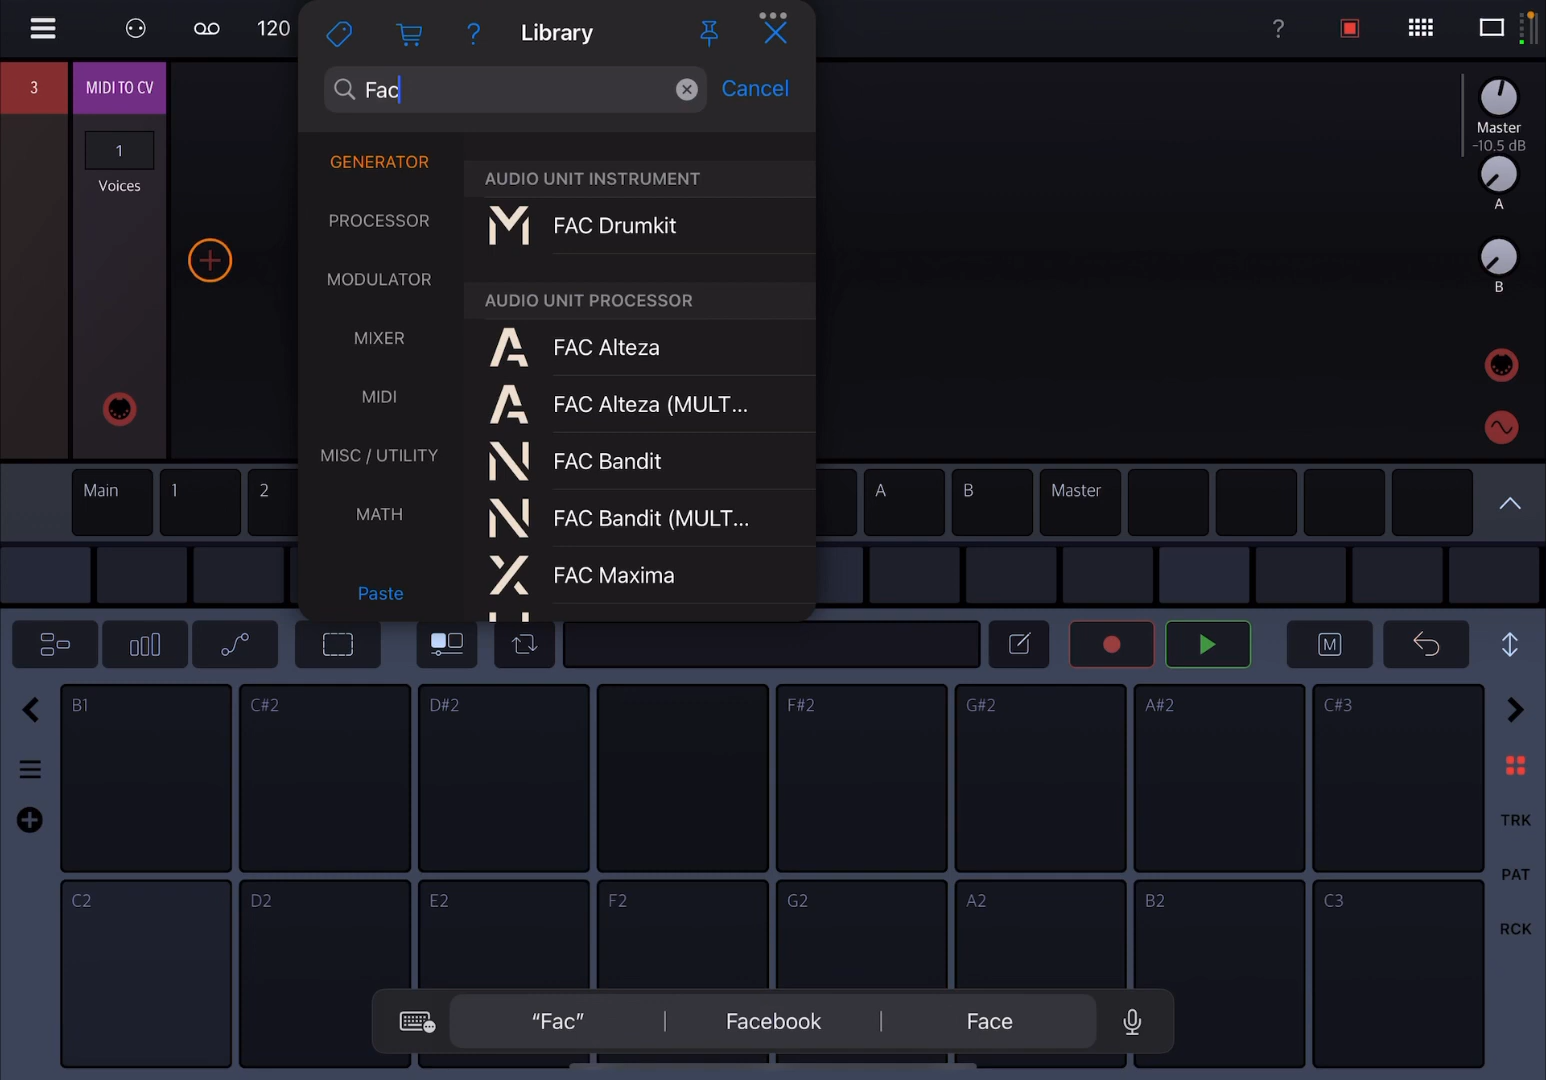 120
Library
Fac
Cancel
GENERATOR
PROCESSOR
MODULATOR
MIXER
MIDI
MISC / UTILITY
MATH
Paste
AUDIO UNIT INSTRUMENT
FAC Drumkit
AUDIO UNIT PROCESSOR
FAC Alteza
FAC Alteza (MULT...
FAC Bandit
FAC Bandit (MULT...
FAC Maxima
?
?
3
MIDI TO CV
1
Voices
Master
-10.5 dB
A
B
Main
1
2
A
B
Master
M
B1
C#2
D#2
F#2
G#2
A#2
C#3
C2
D2
E2
F2
G2
A2
B2
C3
TRK
PAT
RCK
“Fac”
Facebook
Face